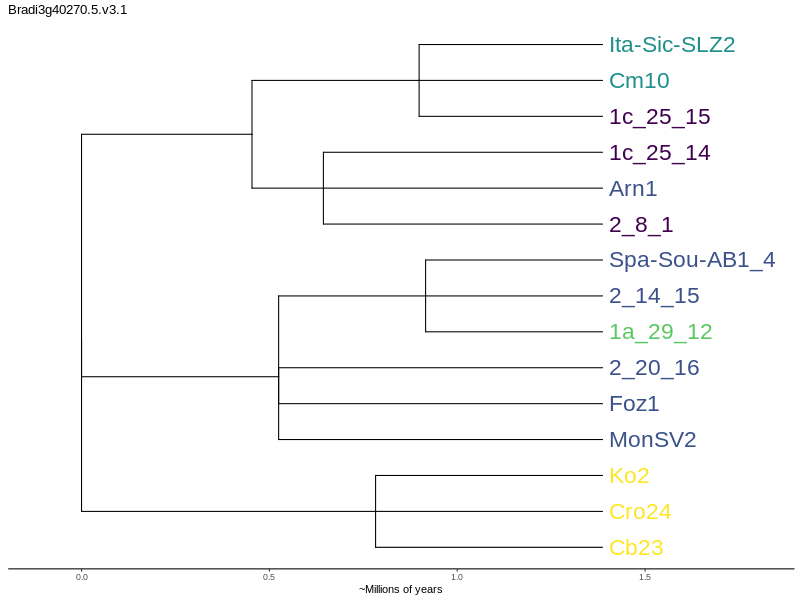 Bradi3g40270.5.v3.1
Ita-Sic-SLZ2
Cm10
1c_25_15
1c_25_14
Arn1
2_8_1
Spa-Sou-AB1_4
2_14_15
1a_29_12
2_20_16
Foz1
MonSV2
Ko2
Cro24
Cb23
0.0 0.5 1.0 1.5
~Millions of years